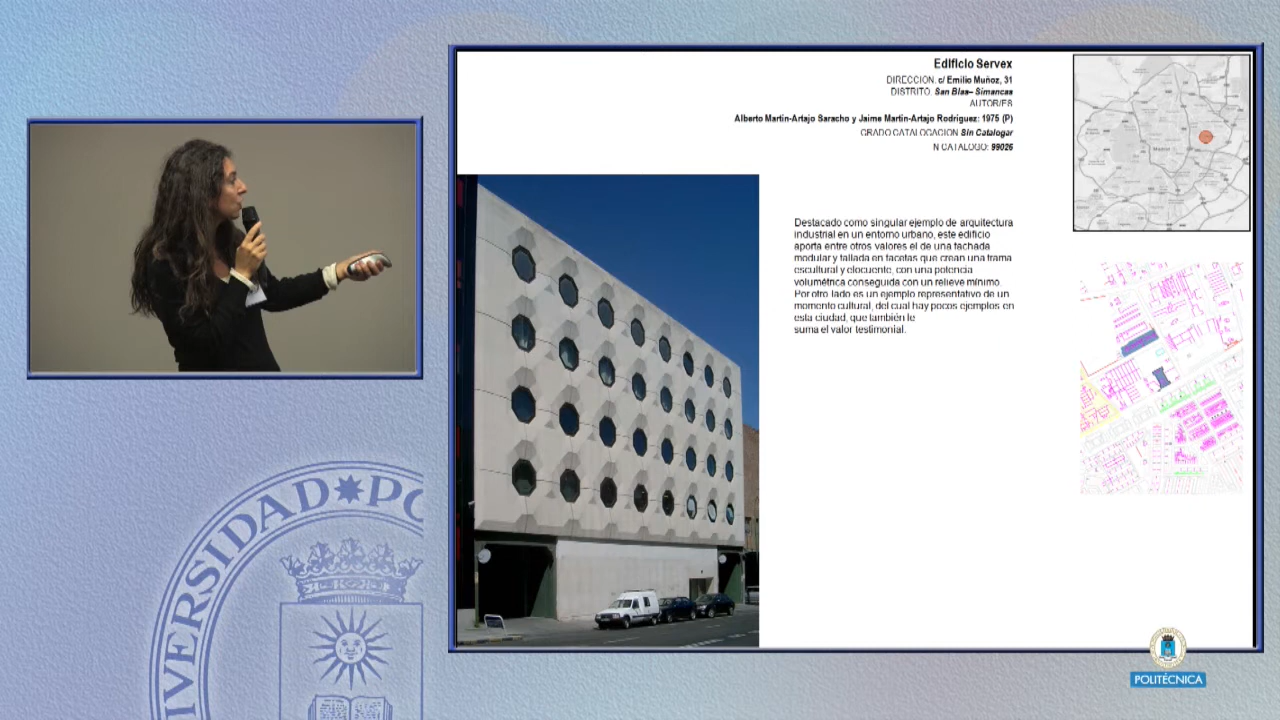 Edificio Servex
DIRECCION: c/ Emilio Muñoz, 31
DISTRITO: San Blas– Simancas
AUTOR/ES
Alberto Martin-Artajo Saracho y Jaime Martin-Artajo Rodriguez: 1975 (P)
GRADO CATALOGACION Sin Catalogar
N CATALOGO: 99026
Destacado como singular ejemplo de arquitectura
industrial en un entorno urbano, este edificio
aporta entre otros valores el de una fachada
modular y tallada en facetas que crean una trama
escultural y elocuente, con una potencia
volumétrica conseguida con un relieve mínimo.
Por otro lado es un ejemplo representativo de un
momento cultural, del cual hay pocos ejemplos en
esta ciudad, que también le
suma el valor testimonial.
VERSIDAD PO
POLITÉCNICA